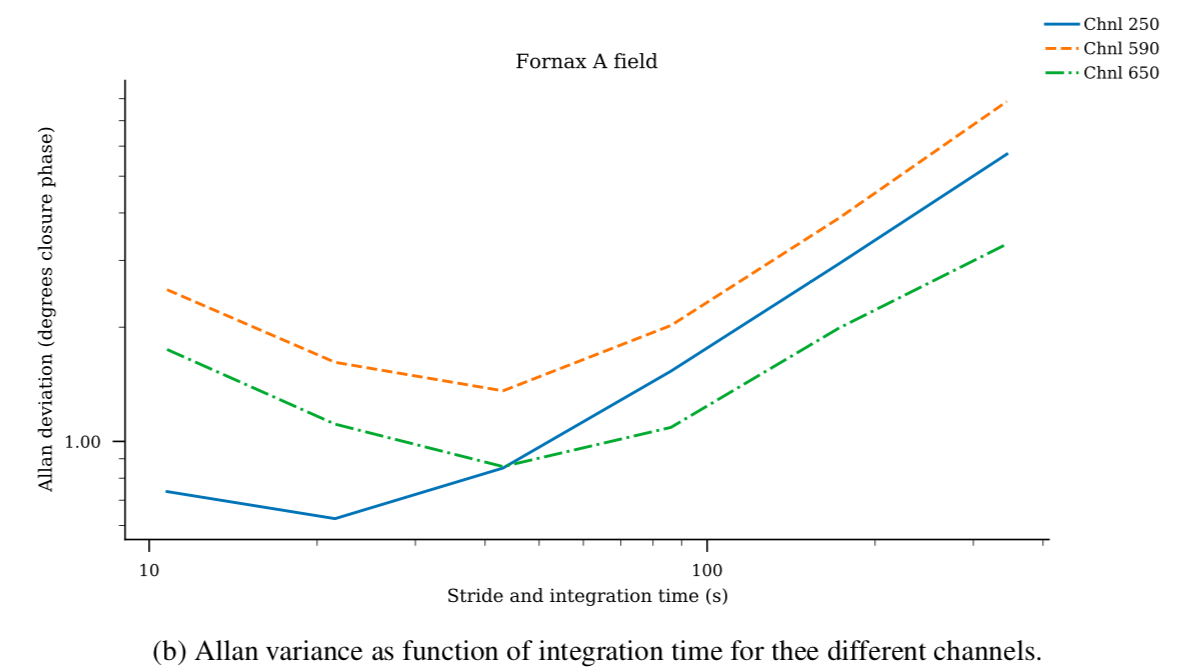 Chnl 250
Chnl 590
Chnl 650
Fornax A field
Allan deviation (degrees closure phase)
1.00
10
100
Stride and integration time (s)
(b) Allan variance as function of integration time for thee different channels.